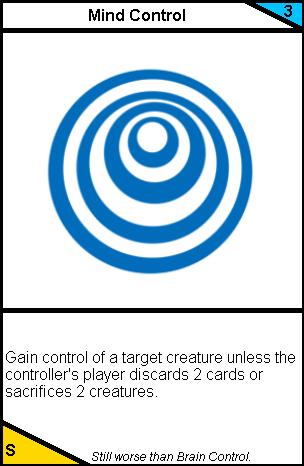 Mind Control
3
Gain control of a target creature unless the
controller's player discards 2 cards or
sacrifices 2 creatures.
S
Still worse than Brain Control.